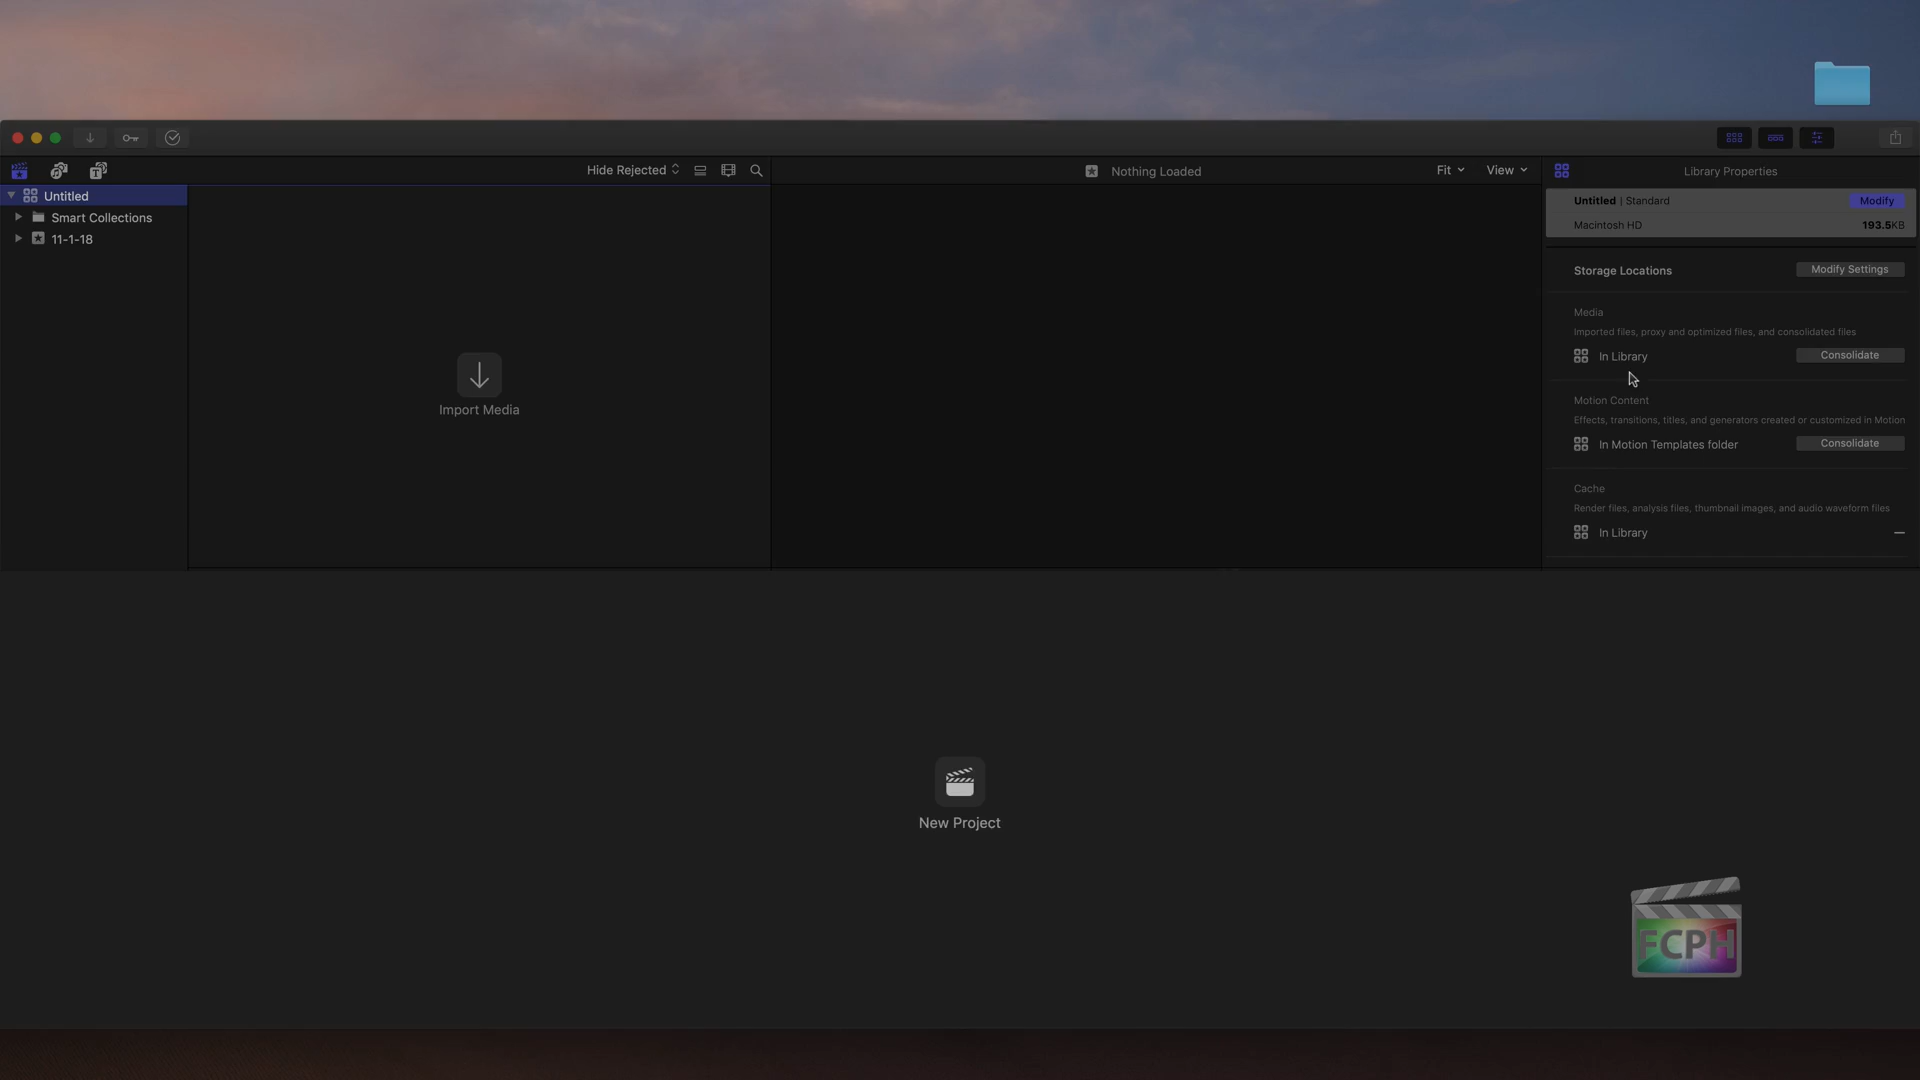 Hide Rejected
Nothing Loaded
Fit
View
Library Properties
Untitled
Smart Collections
11-1-18
Import Media
Untitled | Standard
Modify
Macintosh HD
193.5KB
Storage Locations
Modify Settings
Media
Imported files, proxy and optimized files, and consolidated files
In Library
Consolidate
Motion Content
Effects, transitions, titles, and generators created or customized in Motion
In Motion Templates folder
Consolidate
Cache
Render files, analysis files, thumbnail images, and audio waveform files
In Library
New Project
FCPH